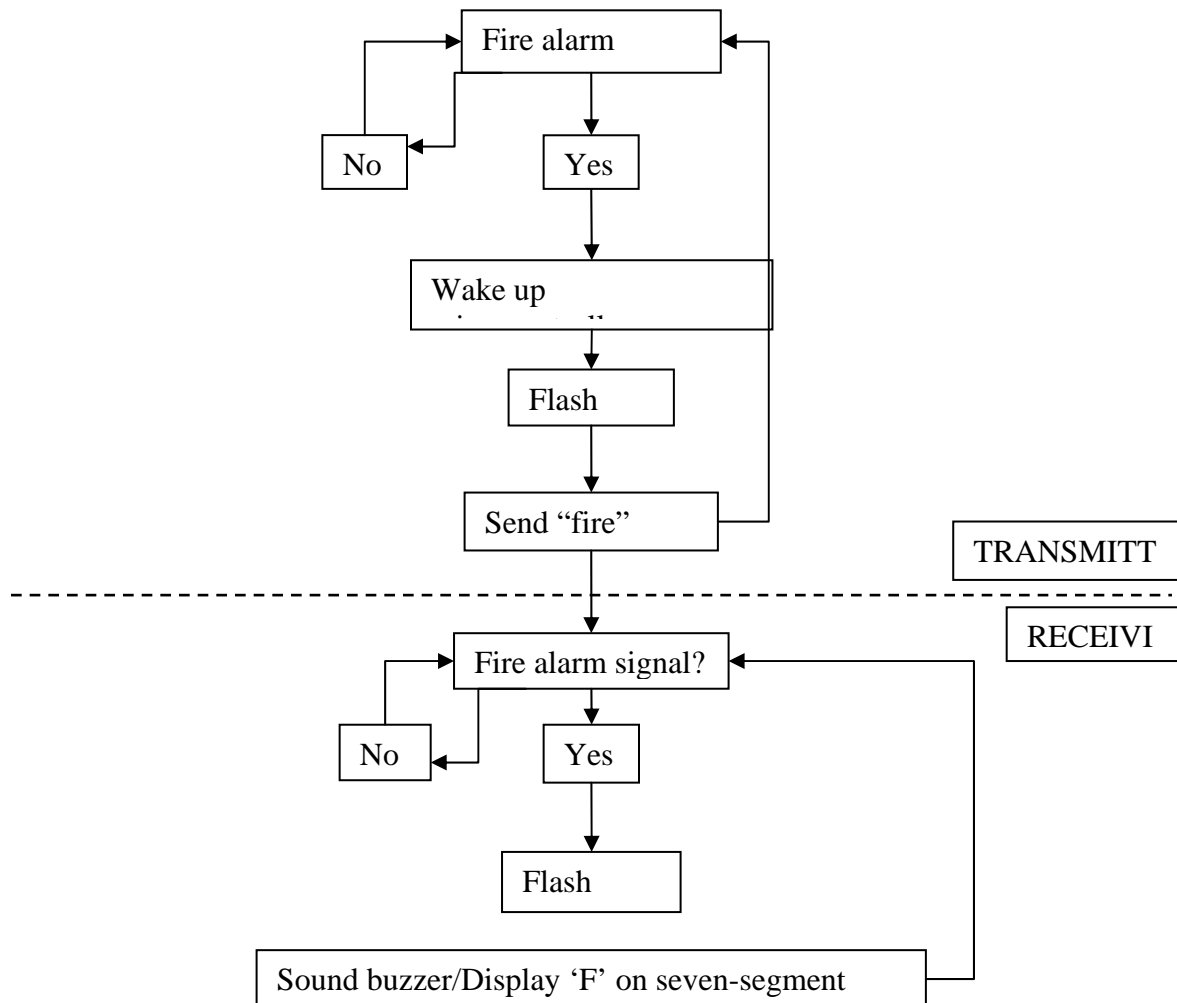 Fire alarm
No
Yes
Wake up
Flash
Send “fire”
TRANSMITT
RECEIVI
Fire alarm signal?
No
Yes
Flash
Sound buzzer/Display ‘F’ on seven-segment